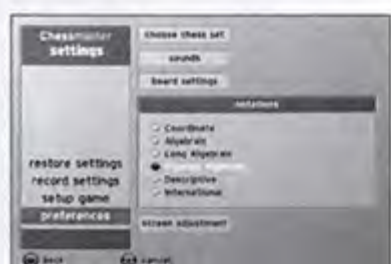 Chessmaster
settings
choose chess set
sounds
board settings
notations
Coordinate
Algebraic
Long Algebraic
Descriptive
International
restore settings
record settings
setup game
preferences
screen adjustment
back
cancel